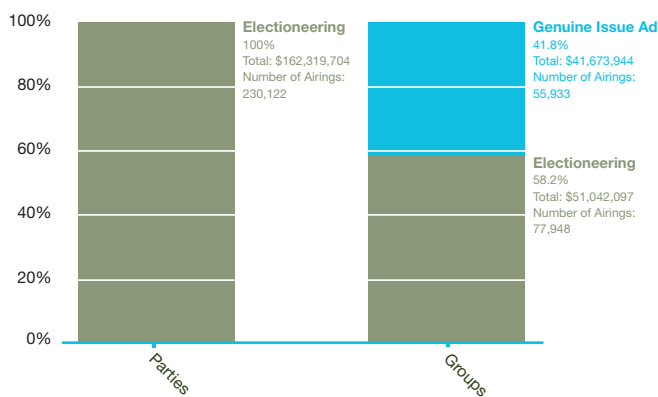 100%
80%
60%
40%
20%
0%
Electioneering
100%
Total: $162,319,704
Number of Airings:
230,122
Genuine Issue Ad
41.8%
Total: $41,673,944
Number of Airings:
55,933
Electioneering
58.2%
Total: $51,042,097
Number of Airings:
77,948
Parties
Groups